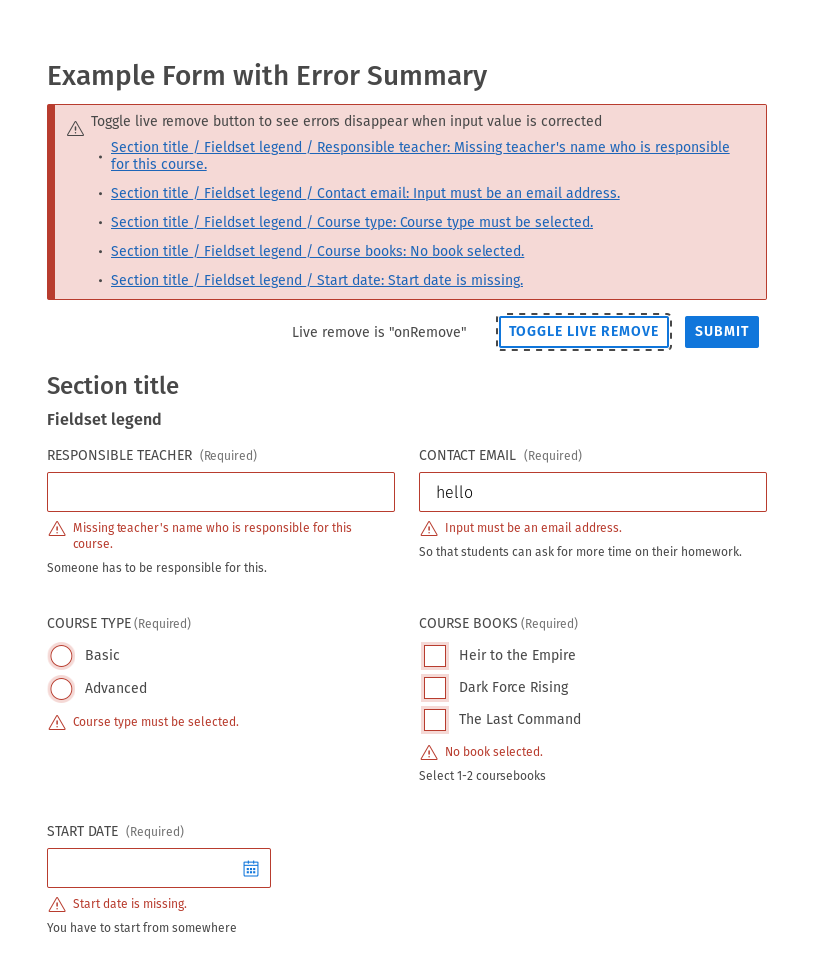 Example Form with Error Summary
Toggle live remove button to see errors disappear when input value is corrected
Section title / Fieldset legend / Responsible teacher: Missing teacher's name who is responsible
for this course.
Section title / Fieldset legend / Contact email: Input must be an email address.
Section title / Fieldset legend / Course type: Course type must be selected.
Section title / Fieldset legend / Course books: No book selected.
Section title / Fieldset legend / Start date: Start date is missing.
Live remove is "onRemove"
TOGGLE LIVE REMOVE
SUBMIT
Section title
Fieldset legend
RESPONSIBLE TEACHER (Required)
Missing teacher's name who is responsible for this
course.
Someone has to be responsible for this.
CONTACT EMAIL (Required)
hello
Input must be an email address.
So that students can ask for more time on their homework.
COURSE TYPE (Required)
Basic
Advanced
Course type must be selected.
COURSE BOOKS (Required)
Heir to the Empire
Dark Force Rising
The Last Command
No book selected.
Select 1-2 coursebooks
START DATE (Required)
Start date is missing.
You have to start from somewhere